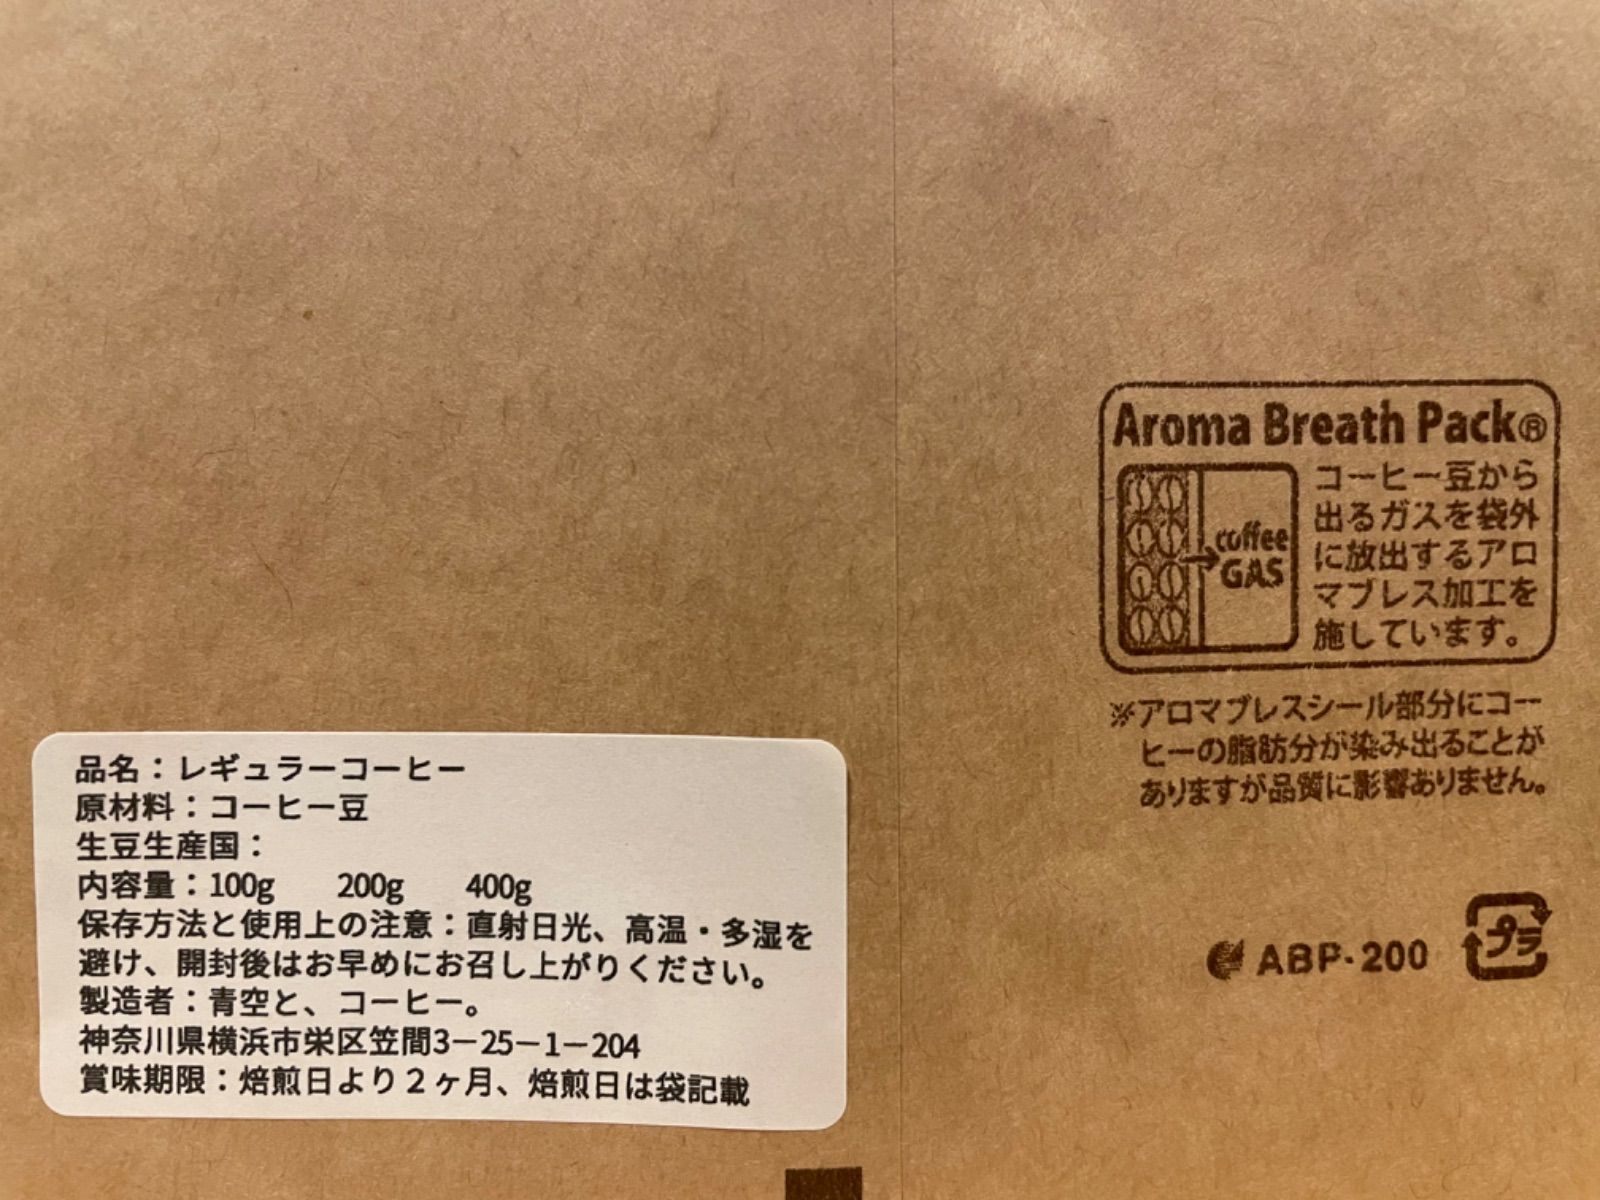 Aroma Breath Pack®
コーヒー豆から
出るガスを袋外
に放出するアロ
マブレス加工を
施しています。
coffee
GAS
※アロマブレスシール部分にコー
ヒーの脂肪分が染み出ることが
ありますが品質に影響ありません。
ABP-200
プラ
品名：レギュラーコーヒー
原材料：コーヒー豆
生豆生産国：
内容量：100g　200g　400g
保存方法と使用上の注意：直射日光、高温・多湿を
避け、開封後はお早めにお召し上がりください。
製造者：青空と、コーヒー。
神奈川県横浜市栄区笠間3－25－1－204
賞味期限：焙煎日より２ヶ月、焙煎日は袋記載